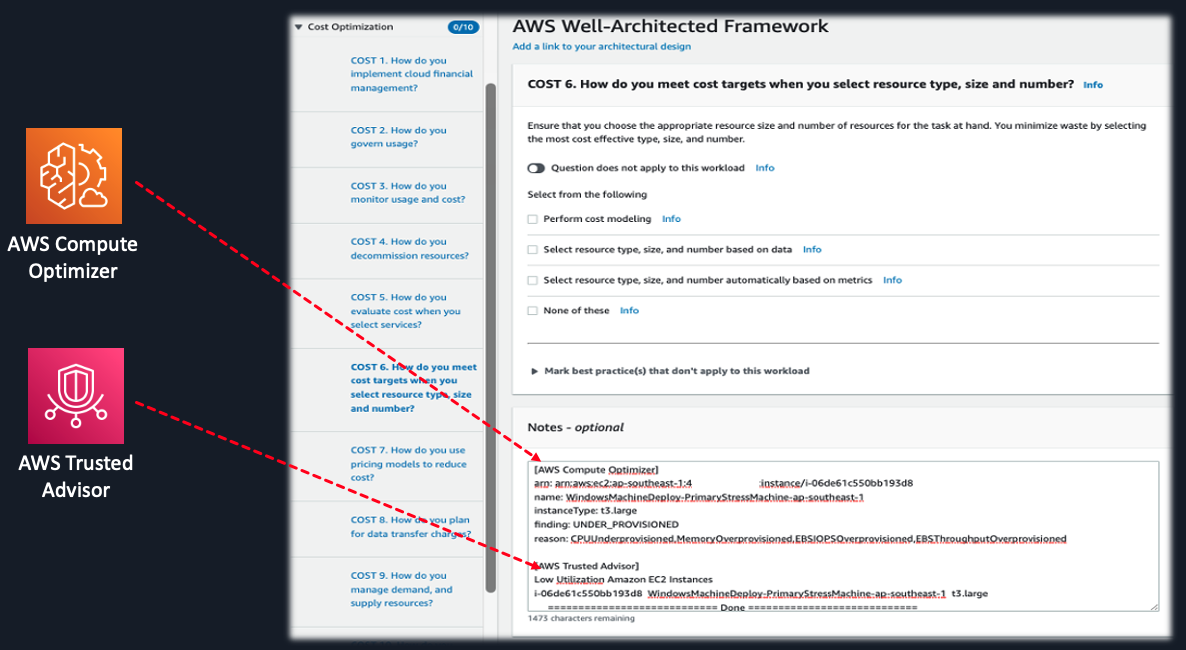 AWS Compute
Optimizer
AWS Trusted
Advisor
Cost Optimization
0/10
COST 1. How do you
implement cloud financial
management?
COST 2. How do you
govern usage?
COST 3. How do you
monitor usage and cost?
COST 4. How do you
decommission resources?
COST 5. How do you
evaluate cost when you
select services?
COST 6. How do you meet
cost targets when you
select resource type, size
and number?
COST 7. How do you use
pricing models to reduce
cost?
COST 8. How do you plan
for data transfer charges?
COST 9. How do you
manage demand, and
supply resources?
AWS Well-Architected Framework
Add a link to your architectural design
COST 6. How do you meet cost targets when you select resource type, size and number? Info
Ensure that you choose the appropriate resource size and number of resources for the task at hand. You minimize waste by selecting
the most cost effective type, size, and number.
Question does not apply to this workload Info
Select from the following
Perform cost modeling Info
Select resource type, size, and number based on data Info
Select resource type, size, and number automatically based on metrics Info
None of these Info
Mark best practice(s) that don't apply to this workload
Notes - optional
[AWS Compute Optimizer]
arn: arn:aws:ec2:ap-southeast-1:4 :instance/i-06de61c550bb193d8
name: WindowsMachineDeploy-PrimaryStressMachine-ap-southeast-1
instanceType: t3.large
finding: UNDER_PROVISIONED
reason: CPUUnderprovisioned,MemoryOverprovisioned,EBSIOPSOverprovisioned,EBSThroughputOverprovisioned
[AWS Trusted Advisor]
Low Utilization Amazon EC2 Instances
i-06de61c550bb193d8 WindowsMachineDeploy-PrimaryStressMachine-ap-southeast-1 t3.large
============================ Done ============================
1473 characters remaining